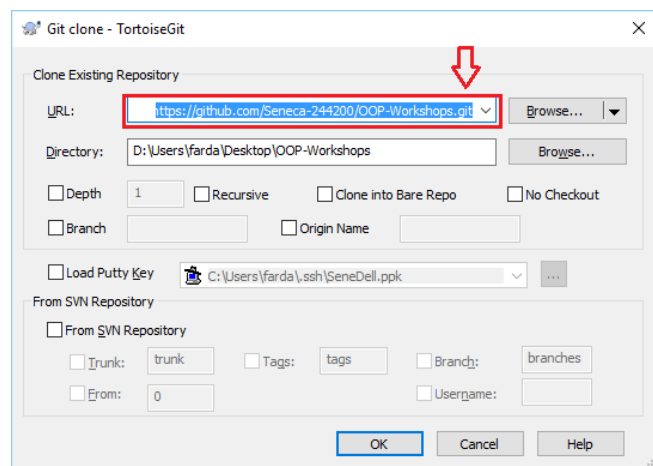 Git clone - TortoiseGit
Clone Existing Repository
URL: https://github.com/Seneca-244200/OOP-Workshops.git Browse...
Directory: D:\Users\farda\Desktop\OOP-Workshops Browse...
Depth 1 Recursive Clone into Bare Repo No Checkout
Branch Origin Name
Load Putty Key C:\Users\farda\.ssh\SeneDell.ppk ...
From SVN Repository
From SVN Repository
Trunk: trunk Tags: tags Branch: branches
From: 0 Username:
OK Cancel Help